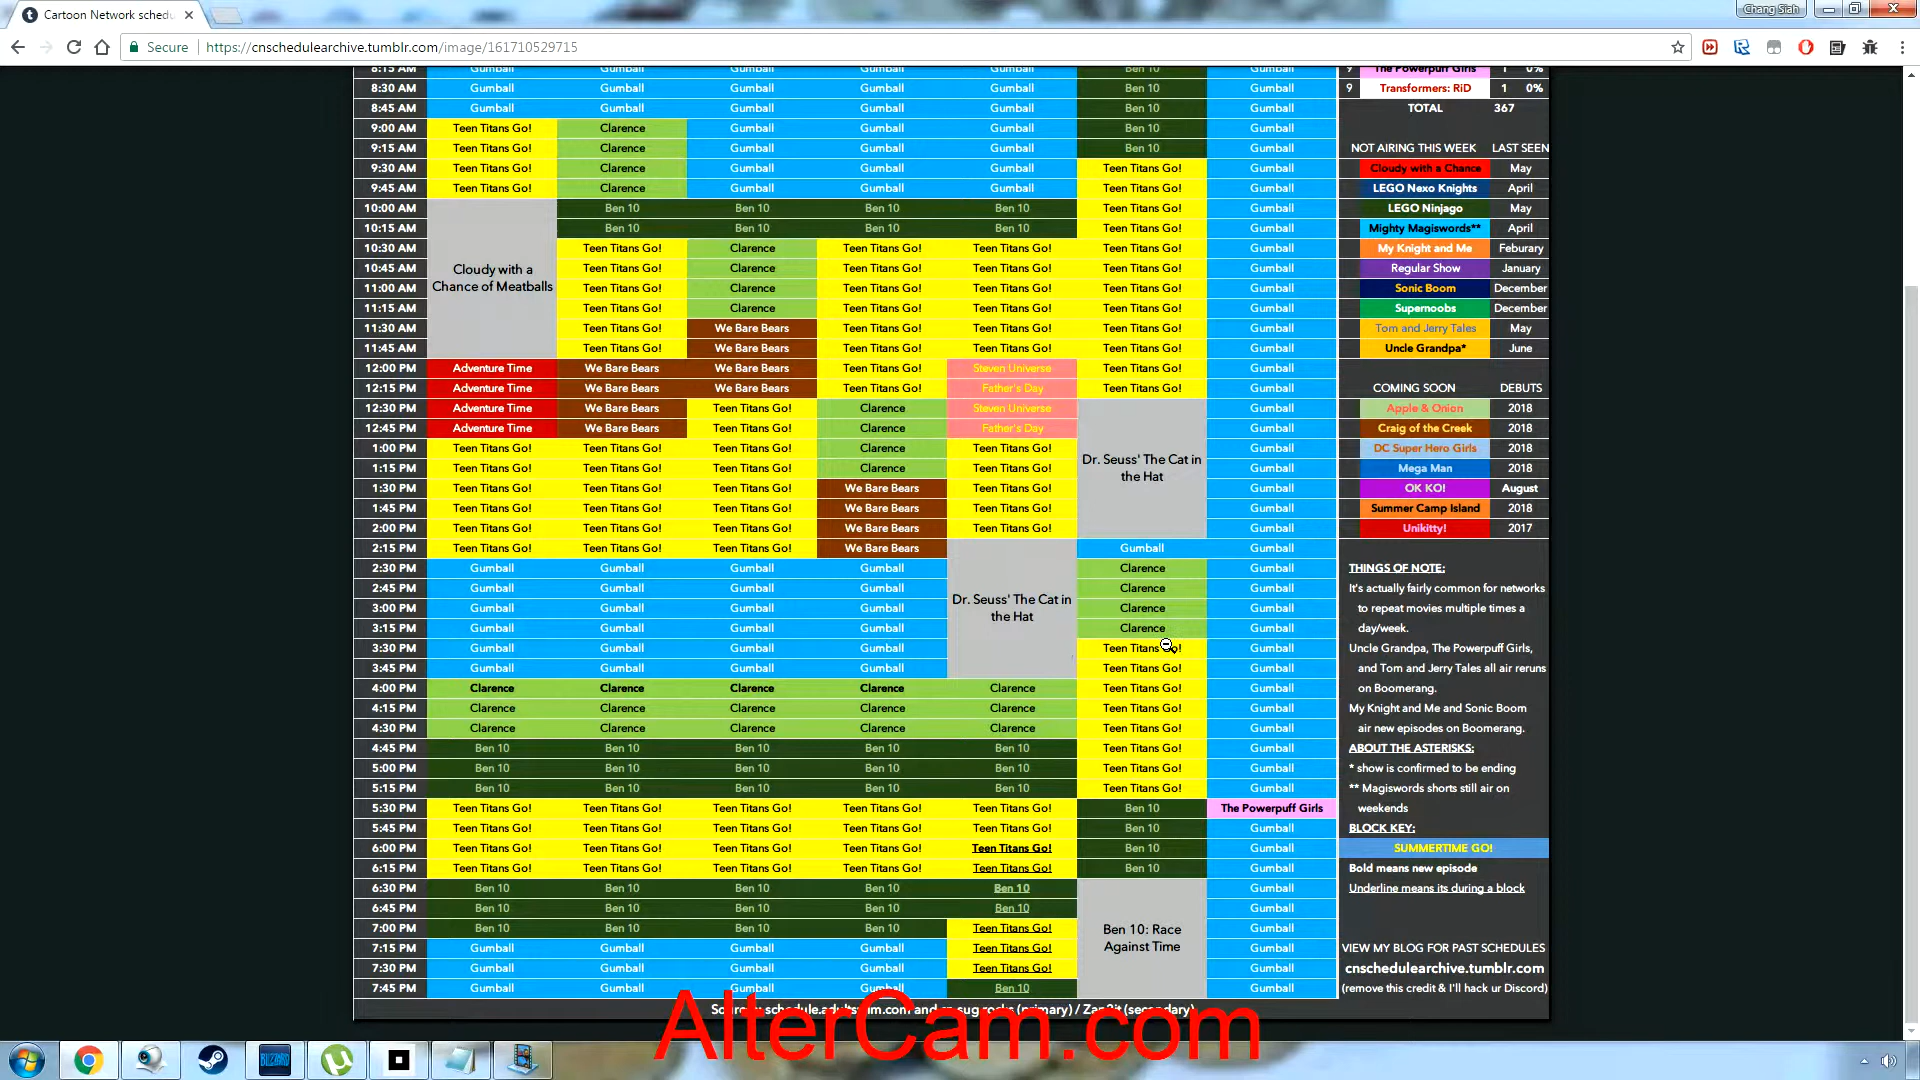 Cartoon Network schedu
Chang Siah
Secure
https://cnschedulearchive.tumblr.com/image/161710529715
8:15 AM Gumball Gumball Gumball Gumball Gumball Ben 10 Gumball 9 The Powerpuff Girls 1 0%
8:30 AM Gumball Gumball Gumball Gumball Gumball Ben 10 Gumball 9 Transformers: RiD 1 0%
8:45 AM Gumball Gumball Gumball Gumball Gumball Ben 10 Gumball TOTAL 367
9:00 AM Teen Titans Go! Clarence Gumball Gumball Gumball Ben 10 Gumball
9:15 AM Teen Titans Go! Clarence Gumball Gumball Gumball Ben 10 Gumball NOT AIRING THIS WEEK LAST SEEN
9:30 AM Teen Titans Go! Clarence Gumball Gumball Gumball Teen Titans Go! Gumball Cloudy with a Chance May
9:45 AM Teen Titans Go! Clarence Gumball Gumball Gumball Teen Titans Go! Gumball LEGO Nexo Knights April
10:00 AM Ben 10 Ben 10 Ben 10 Ben 10 Teen Titans Go! Gumball LEGO Ninjago May
10:15 AM Ben 10 Ben 10 Ben 10 Ben 10 Teen Titans Go! Gumball Mighty Magiswords** April
10:30 AM Teen Titans Go! Clarence Teen Titans Go! Teen Titans Go! Teen Titans Go! Gumball My Knight and Me Feburary
10:45 AM Cloudy with a Teen Titans Go! Clarence Teen Titans Go! Teen Titans Go! Teen Titans Go! Gumball Regular Show January
11:00 AM Chance of Meatballs Teen Titans Go! Clarence Teen Titans Go! Teen Titans Go! Teen Titans Go! Gumball Sonic Boom December
11:15 AM Teen Titans Go! Clarence Teen Titans Go! Teen Titans Go! Teen Titans Go! Gumball Supernoobs December
11:30 AM Teen Titans Go! We Bare Bears Teen Titans Go! Teen Titans Go! Teen Titans Go! Gumball Tom and Jerry Tales May
11:45 AM Teen Titans Go! We Bare Bears Teen Titans Go! Teen Titans Go! Teen Titans Go! Gumball Uncle Grandpa* June
12:00 PM Adventure Time We Bare Bears We Bare Bears Teen Titans Go! Steven Universe Teen Titans Go! Gumball
12:15 PM Adventure Time We Bare Bears We Bare Bears Teen Titans Go! Father's Day Teen Titans Go! Gumball COMING SOON DEBUTS
12:30 PM Adventure Time We Bare Bears Teen Titans Go! Clarence Steven Universe Gumball Apple & Onion 2018
12:45 PM Adventure Time We Bare Bears Teen Titans Go! Clarence Father's Day Gumball Craig of the Creek 2018
1:00 PM Teen Titans Go! Teen Titans Go! Teen Titans Go! Clarence Teen Titans Go! Gumball DC Super Hero Girls 2018
1:15 PM Teen Titans Go! Teen Titans Go! Teen Titans Go! Clarence Teen Titans Go! Dr. Seuss' The Cat in Gumball Mega Man 2018
1:30 PM Teen Titans Go! Teen Titans Go! Teen Titans Go! We Bare Bears Teen Titans Go! the Hat Gumball OK KO! August
1:45 PM Teen Titans Go! Teen Titans Go! Teen Titans Go! We Bare Bears Teen Titans Go! Gumball Summer Camp Island 2018
2:00 PM Teen Titans Go! Teen Titans Go! Teen Titans Go! We Bare Bears Teen Titans Go! Gumball Unikitty! 2017
2:15 PM Teen Titans Go! Teen Titans Go! Teen Titans Go! We Bare Bears Gumball Gumball
2:30 PM Gumball Gumball Gumball Gumball Clarence Gumball THINGS OF NOTE:
2:45 PM Gumball Gumball Gumball Gumball Clarence Gumball It's actually fairly common for networks
3:00 PM Gumball Gumball Gumball Gumball Dr. Seuss' The Cat in Clarence Gumball to repeat movies multiple times a
3:15 PM Gumball Gumball Gumball Gumball the Hat Clarence Gumball day/week.
3:30 PM Gumball Gumball Gumball Gumball Teen Titans Go! Gumball Uncle Grandpa, The Powerpuff Girls,
3:45 PM Gumball Gumball Gumball Gumball Teen Titans Go! Gumball and Tom and Jerry Tales all air reruns
4:00 PM Clarence Clarence Clarence Clarence Clarence Teen Titans Go! Gumball on Boomerang.
4:15 PM Clarence Clarence Clarence Clarence Clarence Teen Titans Go! Gumball My Knight and Me and Sonic Boom
4:30 PM Clarence Clarence Clarence Clarence Clarence Teen Titans Go! Gumball air new episodes on Boomerang.
4:45 PM Ben 10 Ben 10 Ben 10 Ben 10 Ben 10 Teen Titans Go! Gumball ABOUT THE ASTERISKS:
5:00 PM Ben 10 Ben 10 Ben 10 Ben 10 Ben 10 Teen Titans Go! Gumball * show is confirmed to be ending
5:15 PM Ben 10 Ben 10 Ben 10 Ben 10 Ben 10 Teen Titans Go! Gumball ** Magiswords shorts still air on
5:30 PM Teen Titans Go! Teen Titans Go! Teen Titans Go! Teen Titans Go! Teen Titans Go! Ben 10 The Powerpuff Girls weekends
5:45 PM Teen Titans Go! Teen Titans Go! Teen Titans Go! Teen Titans Go! Teen Titans Go! Ben 10 Gumball BLOCK KEY:
6:00 PM Teen Titans Go! Teen Titans Go! Teen Titans Go! Teen Titans Go! Teen Titans Go! Ben 10 Gumball SUMMERTIME GO!
6:15 PM Teen Titans Go! Teen Titans Go! Teen Titans Go! Teen Titans Go! Teen Titans Go! Ben 10 Gumball Bold means new episode
6:30 PM Ben 10 Ben 10 Ben 10 Ben 10 Ben 10 Gumball Underline means its during a block
6:45 PM Ben 10 Ben 10 Ben 10 Ben 10 Ben 10 Gumball
7:00 PM Ben 10 Ben 10 Ben 10 Ben 10 Teen Titans Go! Ben 10: Race Gumball
7:15 PM Gumball Gumball Gumball Gumball Teen Titans Go! Against Time Gumball VIEW MY BLOG FOR PAST SCHEDULES
7:30 PM Gumball Gumball Gumball Gumball Teen Titans Go! Gumball cnschedulearchive.tumblr.com
7:45 PM Gumball Gumball Gumball Gumball Ben 10 Gumball (remove this credit & I'll hack ur Discord)
(primary) / (secondary)
AlterCam.com